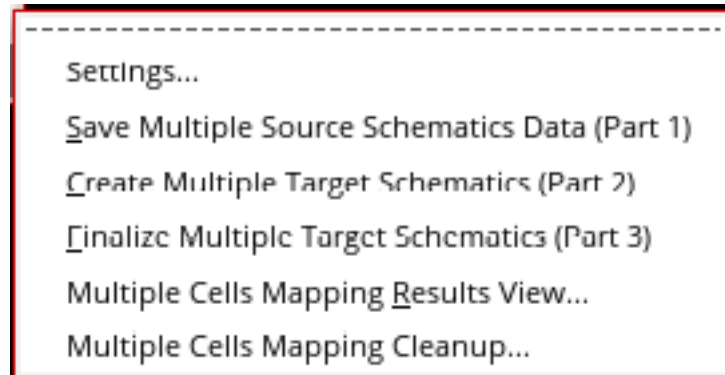 Settings...
Save Multiple Source Schematics Data (Part 1)
Create Multiple Target Schematics (Part 2)
Finalize Multiple Target Schematics (Part 3)
Multiple Cells Mapping Results View...
Multiple Cells Mapping Cleanup...